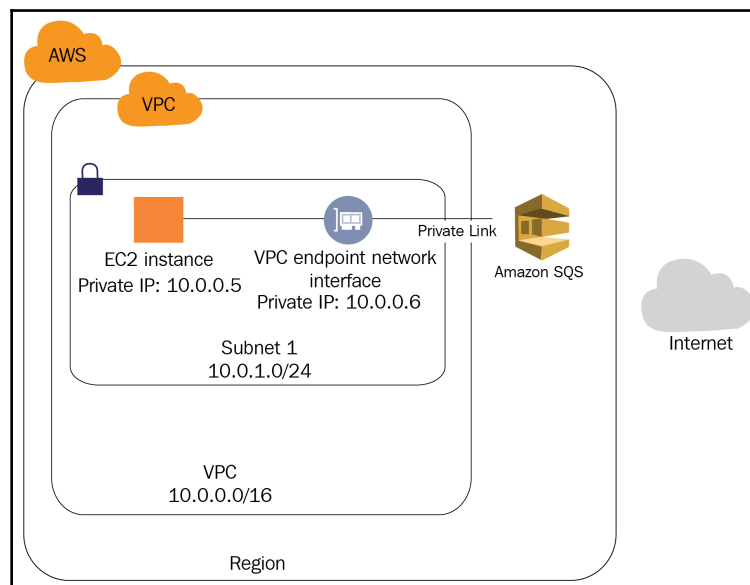 AWS
VPC
EC2 instance
Private IP: 10.0.0.5
VPC endpoint network
interface
Private IP: 10.0.0.6
Private Link
Amazon SQS
Subnet 1
10.0.1.0/24
Internet
VPC
10.0.0.0/16
Region